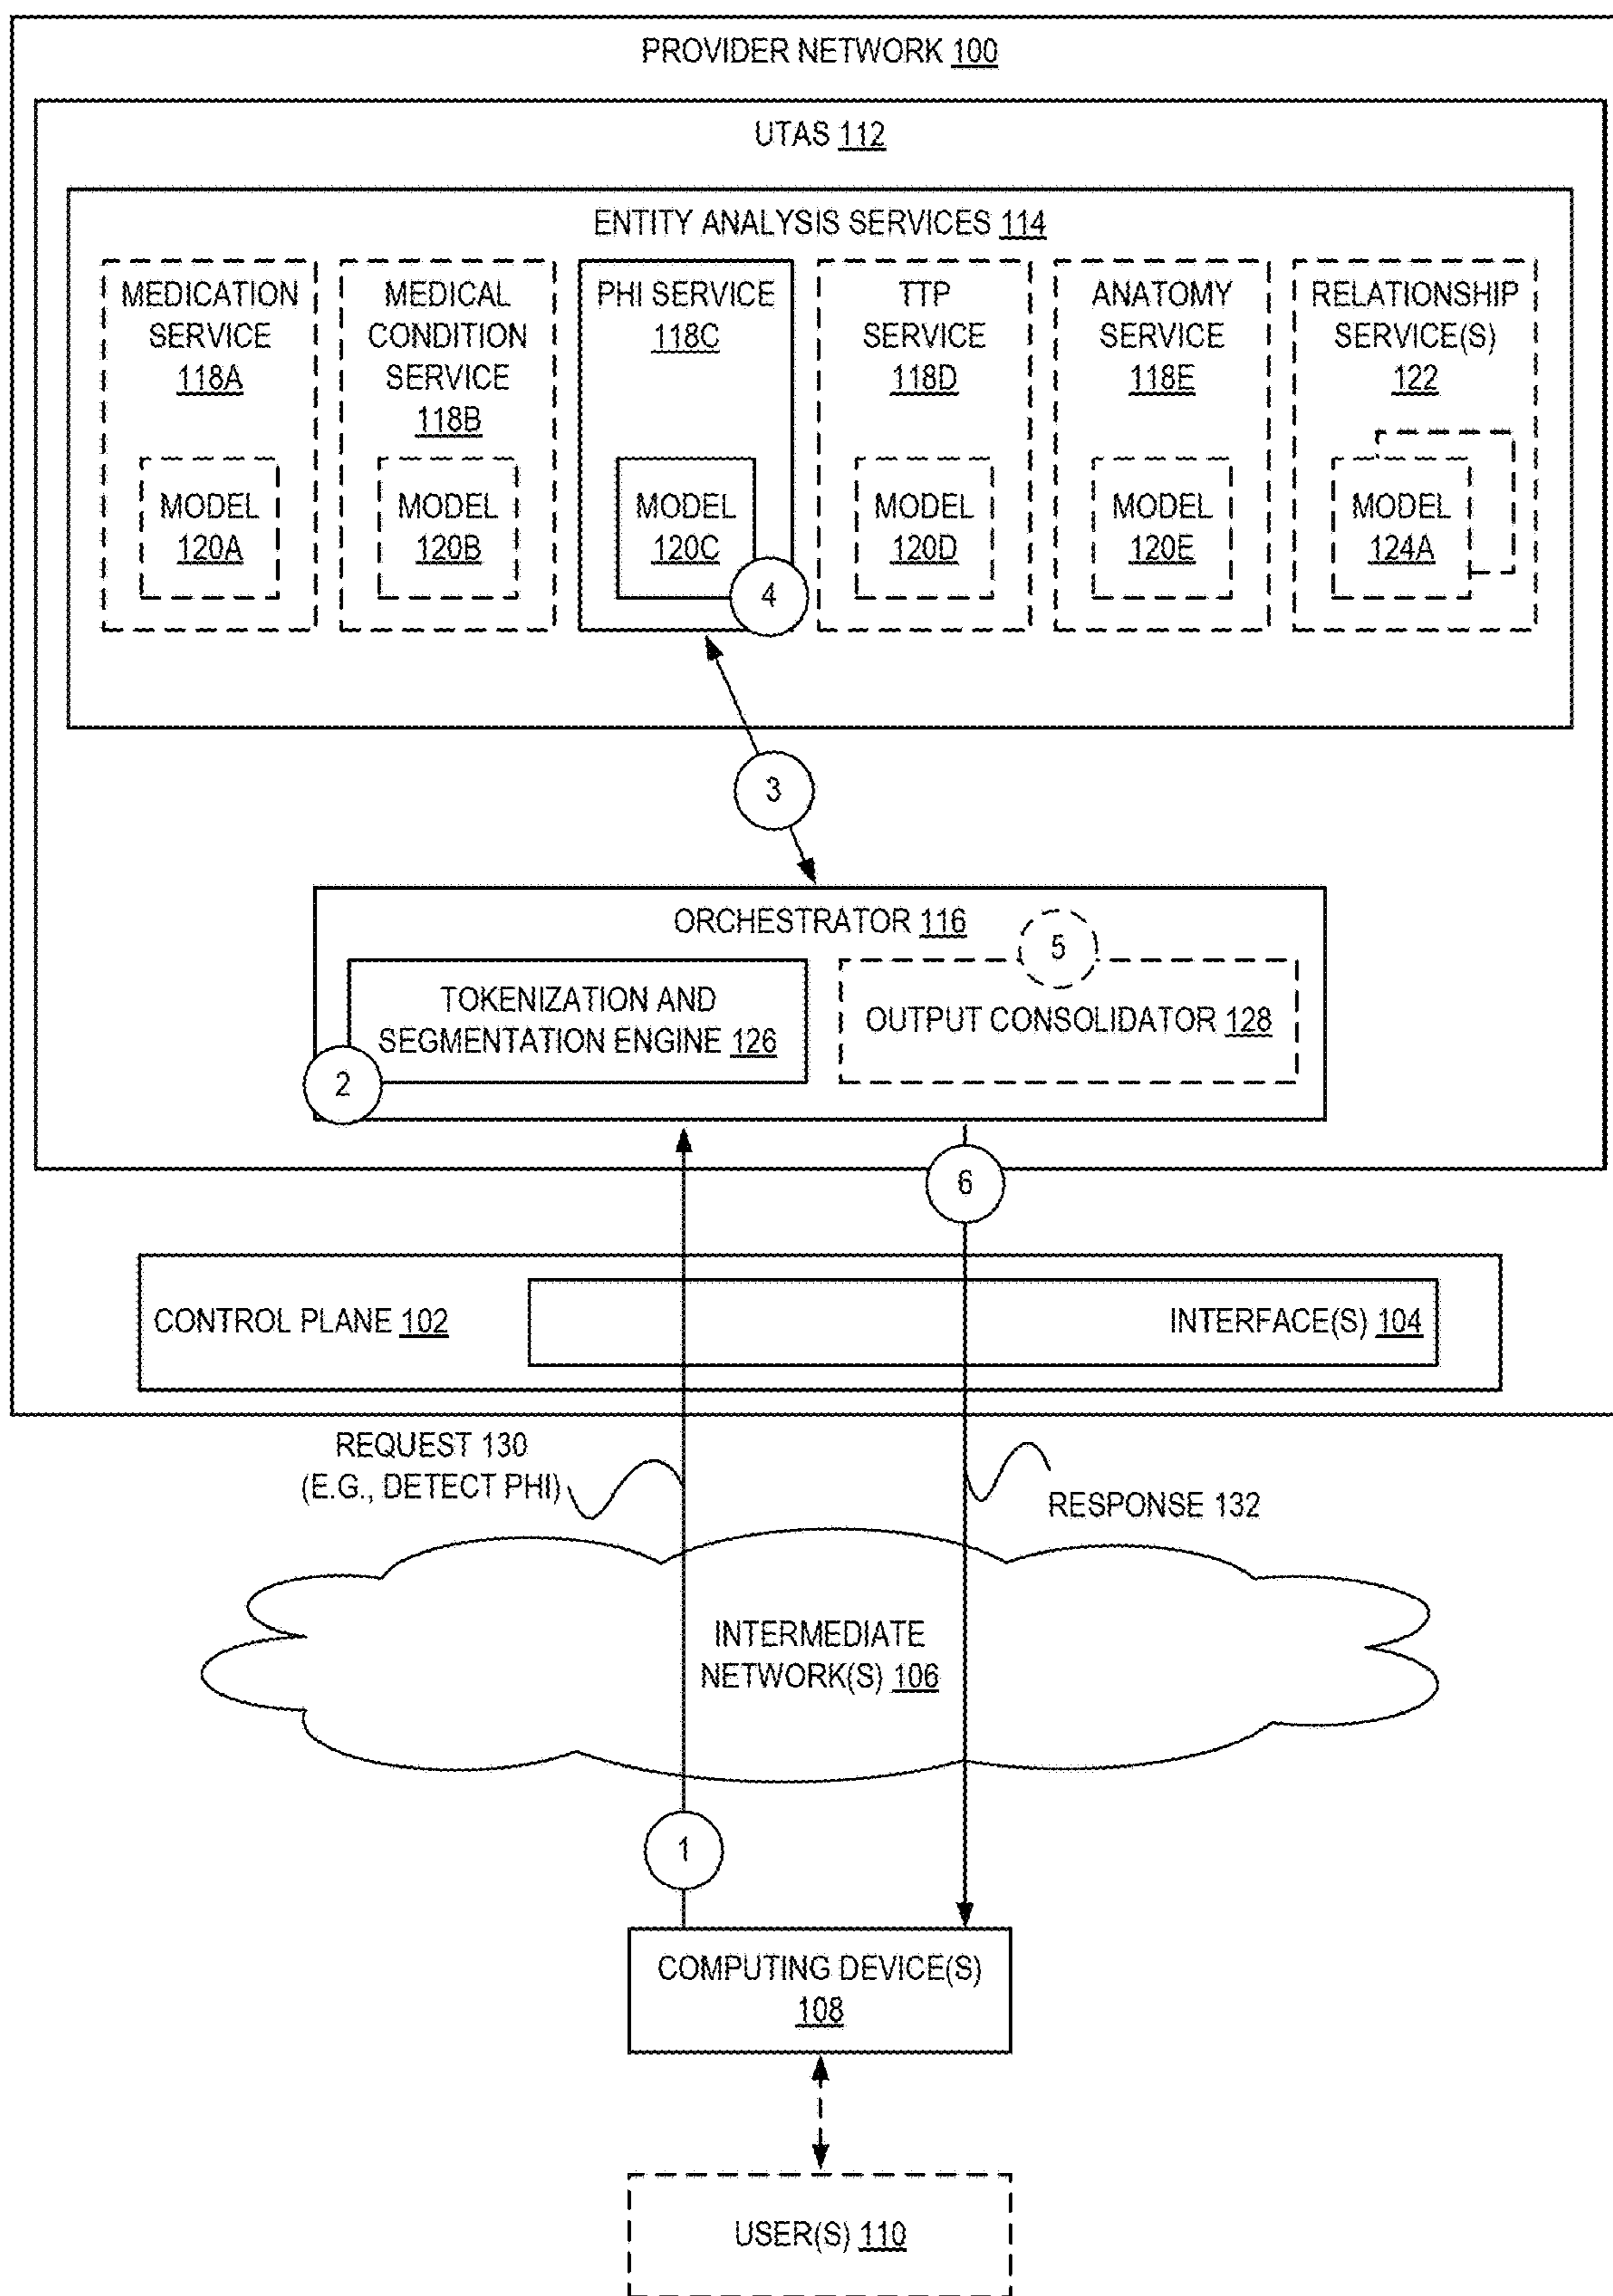 PROVIDER NETWORK 100
UTAS 112
ENTITY ANALYSIS SERVICES 114
MEDICATION
SERVICE
118A
MODEL
120A
MEDICAL
CONDITION
SERVICE
118B
MODEL
120B
PHI SERVICE
118C
MODEL
120C
4
TTP
SERVICE
118D
MODEL
120D
ANATOMY
SERVICE
118E
MODEL
120E
RELATIONSHIP
SERVICE(S)
122
MODEL
124A
3
ORCHESTRATOR 116
5
TOKENIZATION AND
SEGMENTATION ENGINE 126
OUTPUT CONSOLIDATOR 128
2
6
CONTROL PLANE 102
INTERFACE(S) 104
REQUEST 130
(E.G., DETECT PHI)
RESPONSE 132
INTERMEDIATE
NETWORK(S) 106
1
COMPUTING DEVICE(S)
108
USER(S) 110